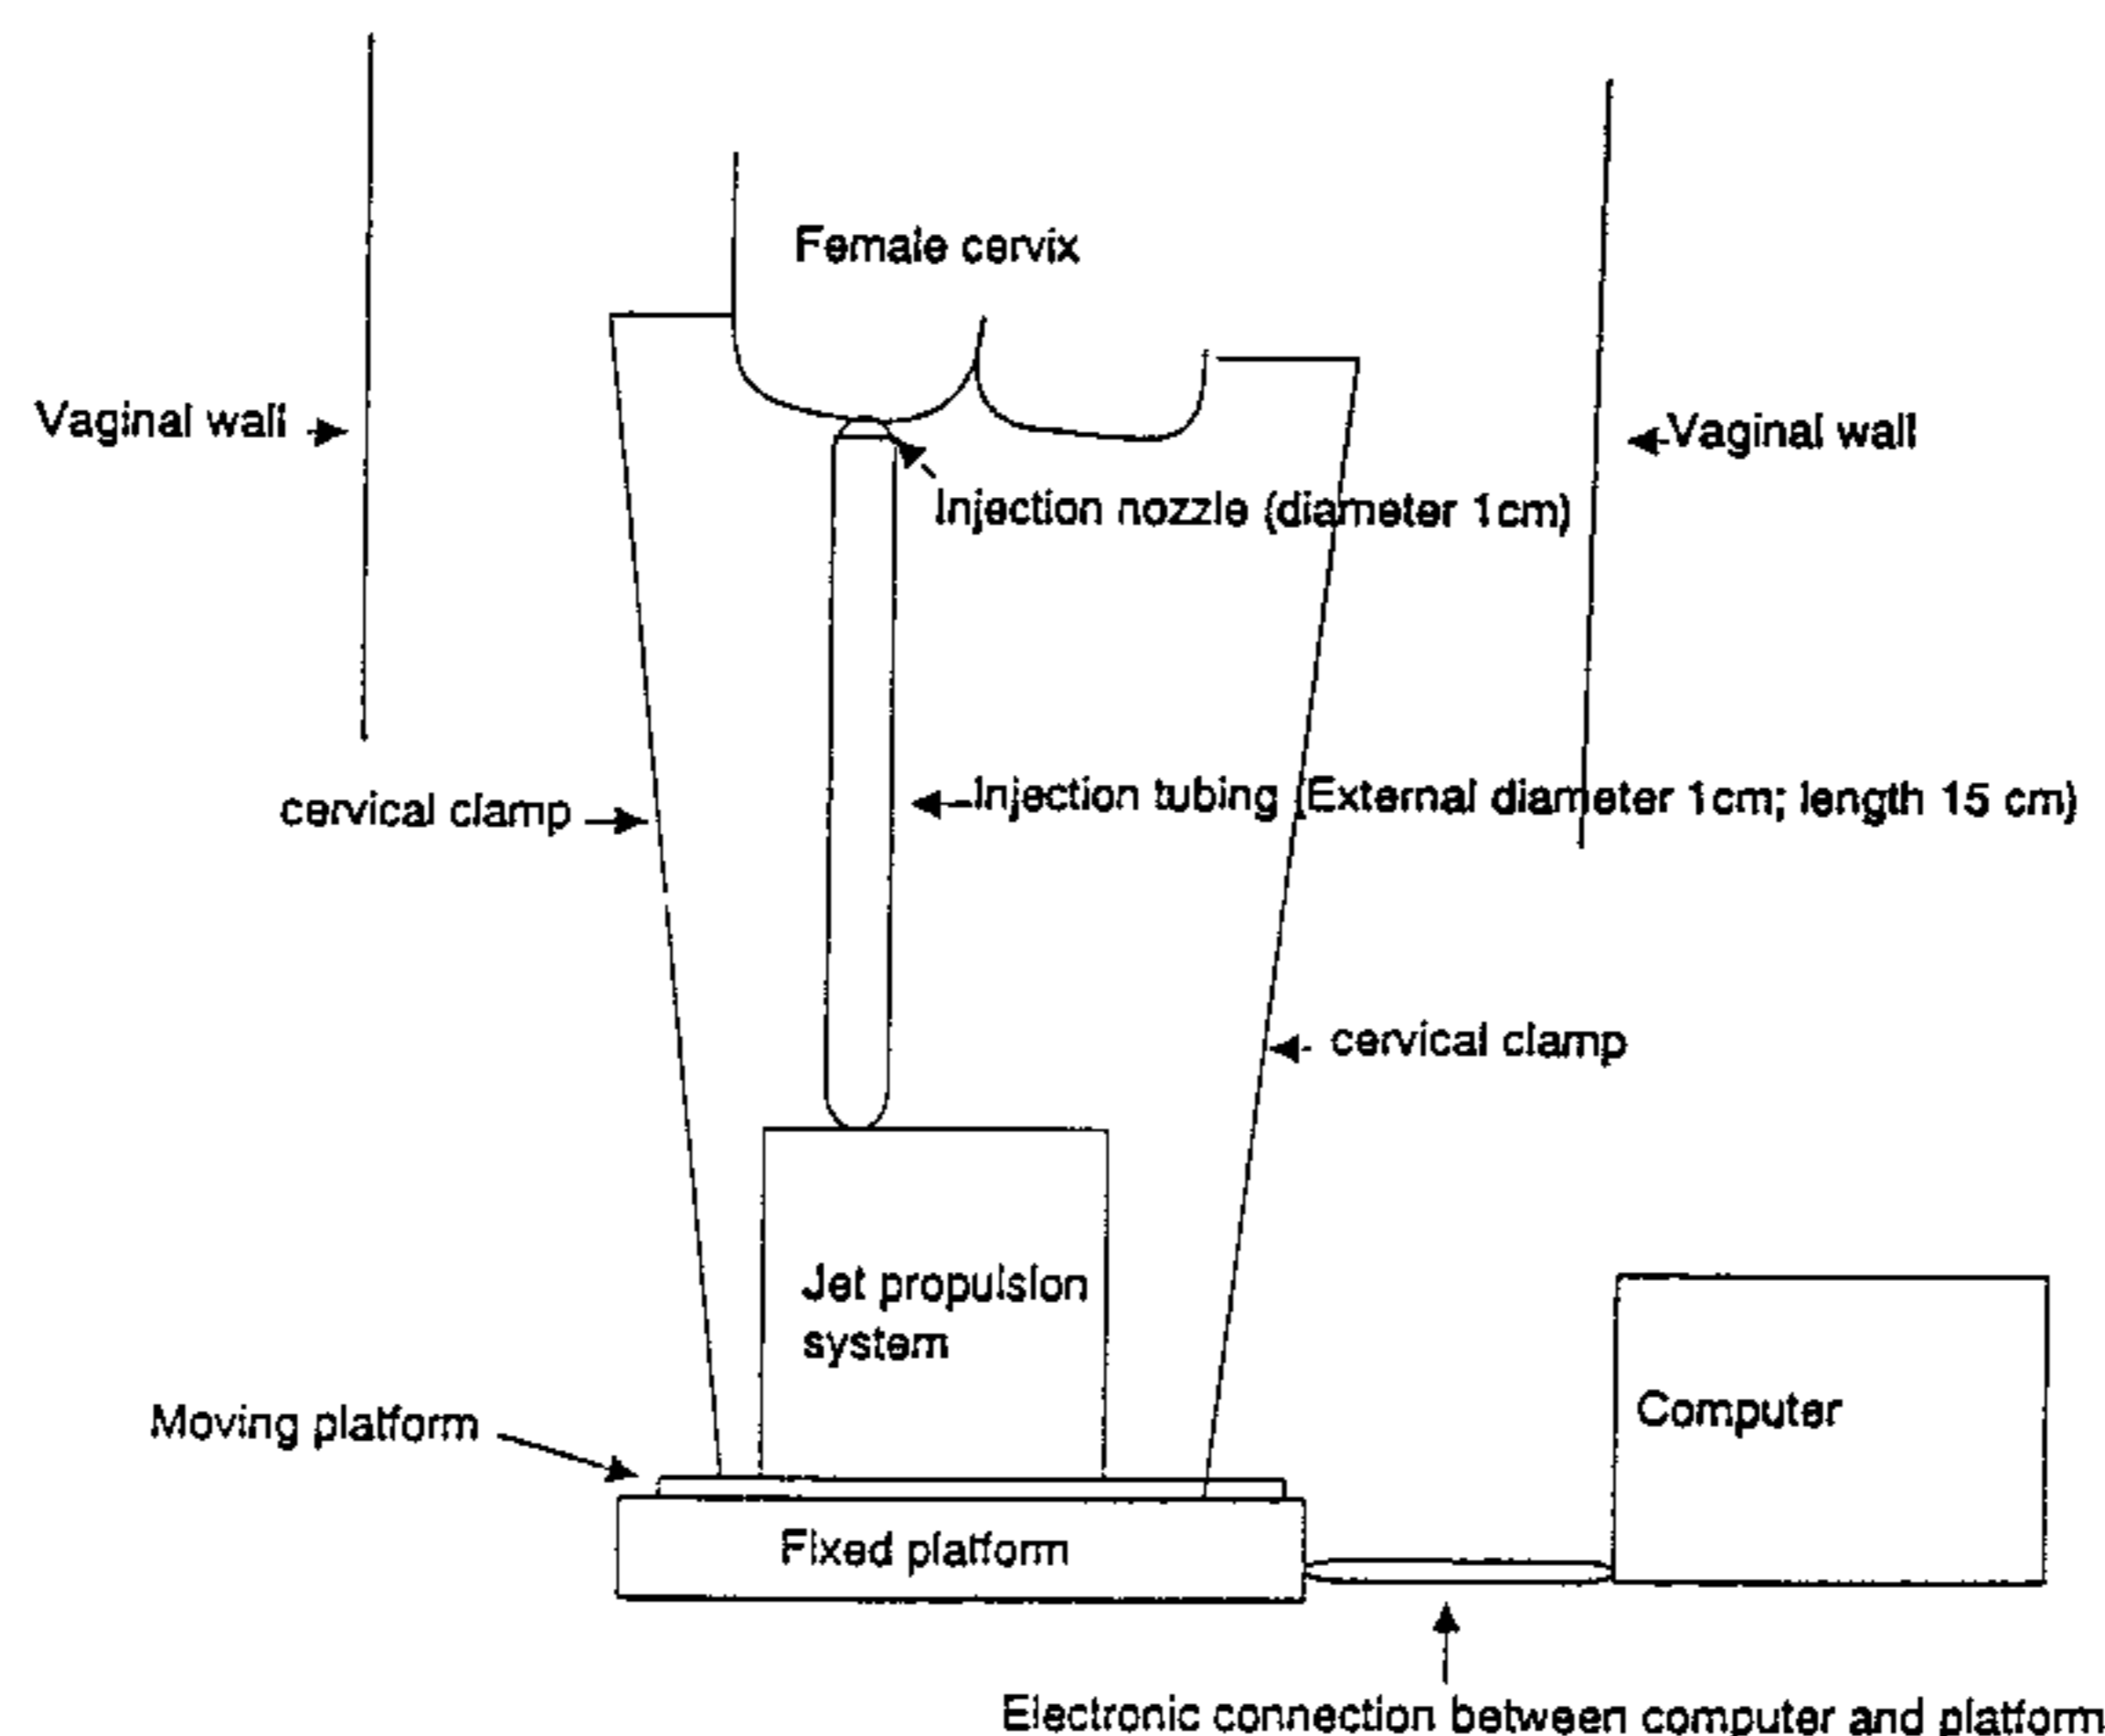 Female cervix
Vaginal wall
Vaginal wall
Injection nozzle (diameter 1cm)
cervical clamp
Injection tubing (External diameter 1cm; length 15 cm)
cervical clamp
Jet propulsion
system
Moving platform
Computer
Fixed platform
Electronic connection between computer and platform